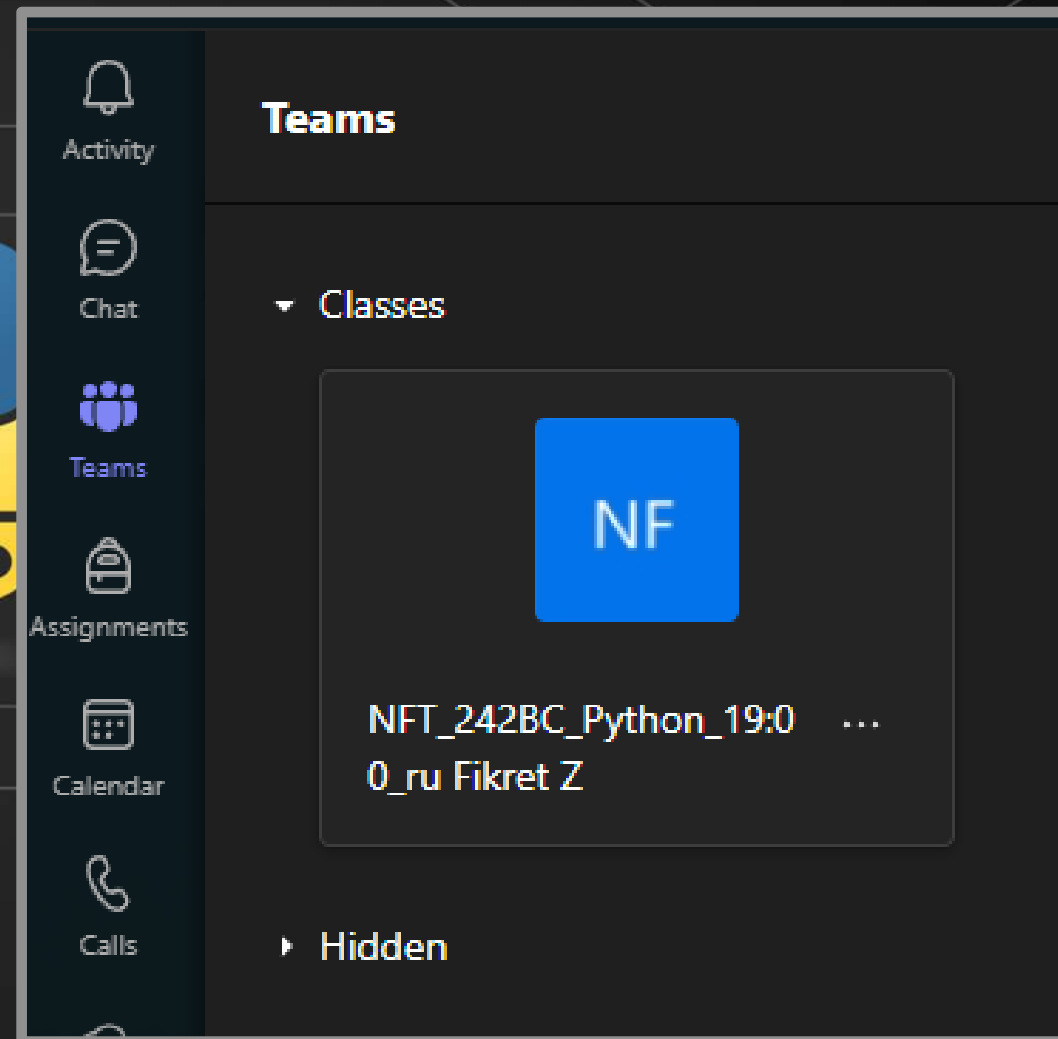 Activity
Chat
Teams
Assignments
Calendar
Calls
Teams
Classes
NF
NFT_242BC_Python_19:0
0_ru Fikret Z
Hidden